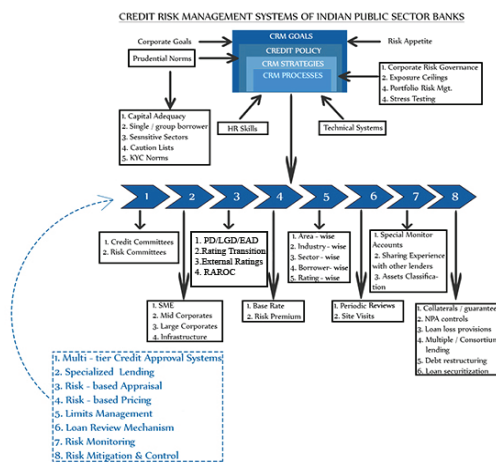 CREDIT RISK MANAGEMENT SYSTEMS OF INDIAN PUBLIC SECTOR BANKS
Corporate Goals
CRM GOALS
Risk Appetite
Prudential Norms
CREDIT POLICY
CRM STRATEGIES
CRM PROCESSES
1. Corporate Risk Governance
2. Exposure Ceilings
4. Portfolio Risk Mgt.
4. Stress Testing
1. Capital Adequacy
2. Single / group borrower
3. Sesnsitive Sectors
4. Caution Lists
5. KYC Norms
HR Skills
Technical Systems
1 2 3 4 5 6 7 8
1. Credit Committees
2. Risk Committees
1. PD/LGD/EAD
2.Rating Transition
3.External Ratings
4. RAROC
1. Area - wise
2. Industry - wise
3. Sector - wise
4. Borrower- wise
5. Rating - wise
1. Special Monitor
Accounts
2. Sharing Experience
with other lenders
3. Assets Classifica-
tion
1. SME
2. Mid Corporates
3. Large Corporates
4. Infrastructure
1. Base Rate
2. Risk Premium
1. Periodic Reviews
2. Site Visits
1. Collaterals / guarantee
2. NPA controls
3. Loan loss provisions
4. Multiple / Consortium
lending
5. Debt restructuring
6. Loan securitization
1. Multi - tier Credit Approval Systems
2. Specialized Lending
3. Risk - based Appraisal
4. Risk - based Pricing
5. Limits Management
6. Loan Review Mechanism
7. Risk Monitoring
8. Risk Mitigation & Control